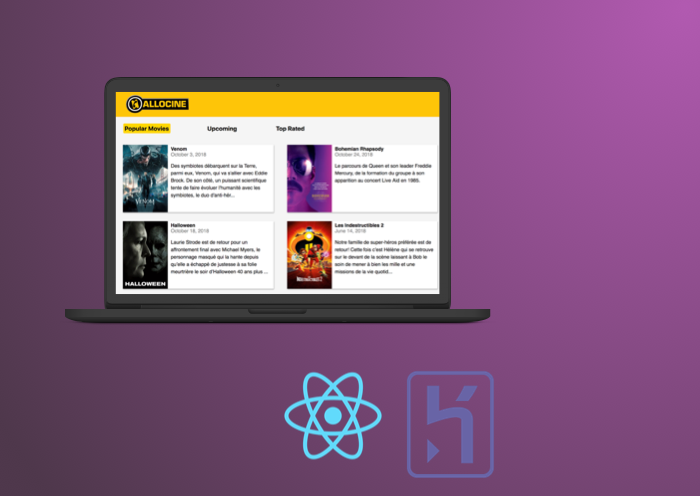 ALLOCINE
Popular Movies
Upcoming
Top Rated
Venom
October 3, 2018
Des symbiotes débarquent sur la Terre,
parmi eux, Venom, qui va s'allier avec Eddie
Brock. De son côté, un puissant scientifique
tente de faire évoluer l'humanité avec les
symbiotes, le duo d'anti-hér...
VENOM
Bohemian Rhapsody
October 24, 2018
Le parcours de Queen et son leader Freddie
Mercury, de la formation du groupe à son
apparition au concert Live Aid en 1985.
Halloween
October 18, 2018
Laurie Strode est de retour pour un
affrontement final avec Michael Myers, le
personnage masqué qui la hante depuis
qu'elle a échappé de justesse à sa folie
meurtrière le soir d'Halloween 40 ans plus ...
HALLOWEEN
Les Indestructibles 2
June 14, 2018
Notre famille de super-héros préférée est de
retour! Cette fois c'est Hélène qui se retrouve
sur le devant de la scène laissant à Bob le
soin de mener à bien les mille et une
missions de la vie quotid...